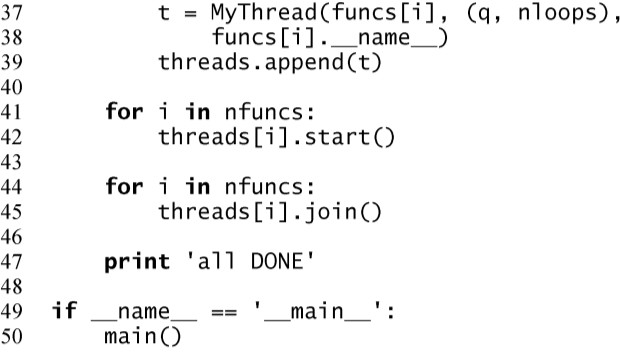 37            t = MyThread(funcs[i], (q, nloops),
38                funcs[i].__name__)
39            threads.append(t)
40
41        for i in nfuncs:
42            threads[i].start()
43
44        for i in nfuncs:
45            threads[i].join()
46
47        print 'all DONE'
48
49    if __name__ == '__main__':
50        main()